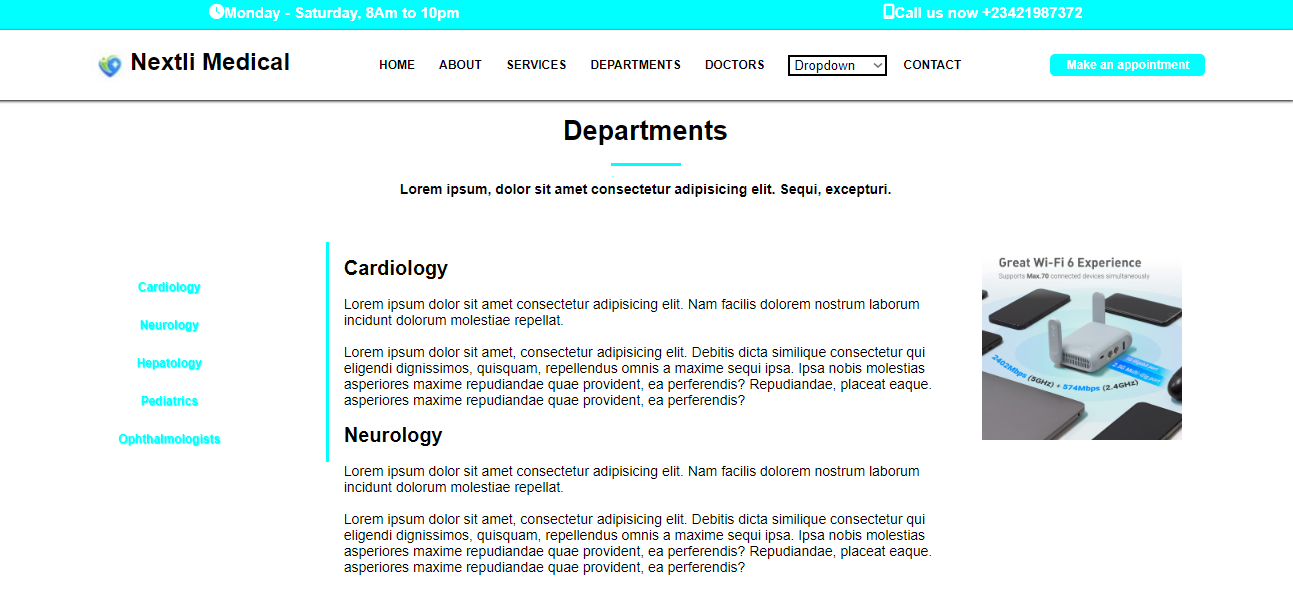 Monday - Saturday, 8Am to 10pm
Call us now +23421987372
Nextli Medical
HOME
ABOUT
SERVICES
DEPARTMENTS
DOCTORS
Dropdown
CONTACT
Make an appointment
Departments
Lorem ipsum, dolor sit amet consectetur adipisicing elit. Sequi, excepturi.
Cardiology
Neurology
Hepatology
Pediatrics
Ophthalmologists
Cardiology
Lorem ipsum dolor sit amet consectetur adipisicing elit. Nam facilis dolorem nostrum laborum
incidunt dolorum molestiae repellat.
Lorem ipsum dolor sit amet, consectetur adipisicing elit. Debitis dicta similique consectetur qui
eligendi dignissimos, quisquam, repellendus omnis a maxime sequi ipsa. Ipsa nobis molestias
asperiores maxime repudiandae quae provident, ea perferendis? Repudiandae, placeat eaque.
asperiores maxime repudiandae quae provident, ea perferendis?
Neurology
Lorem ipsum dolor sit amet consectetur adipisicing elit. Nam facilis dolorem nostrum laborum
incidunt dolorum molestiae repellat.
Lorem ipsum dolor sit amet, consectetur adipisicing elit. Debitis dicta similique consectetur qui
eligendi dignissimos, quisquam, repellendus omnis a maxime sequi ipsa. Ipsa nobis molestias
asperiores maxime repudiandae quae provident, ea perferendis? Repudiandae, placeat eaque.
asperiores maxime repudiandae quae provident, ea perferendis?
Great Wi-Fi 6 Experience
Supports Max.70 connected devices simultaneously
2402Mbps (5GHz) + 574Mbps (2.4GHz)